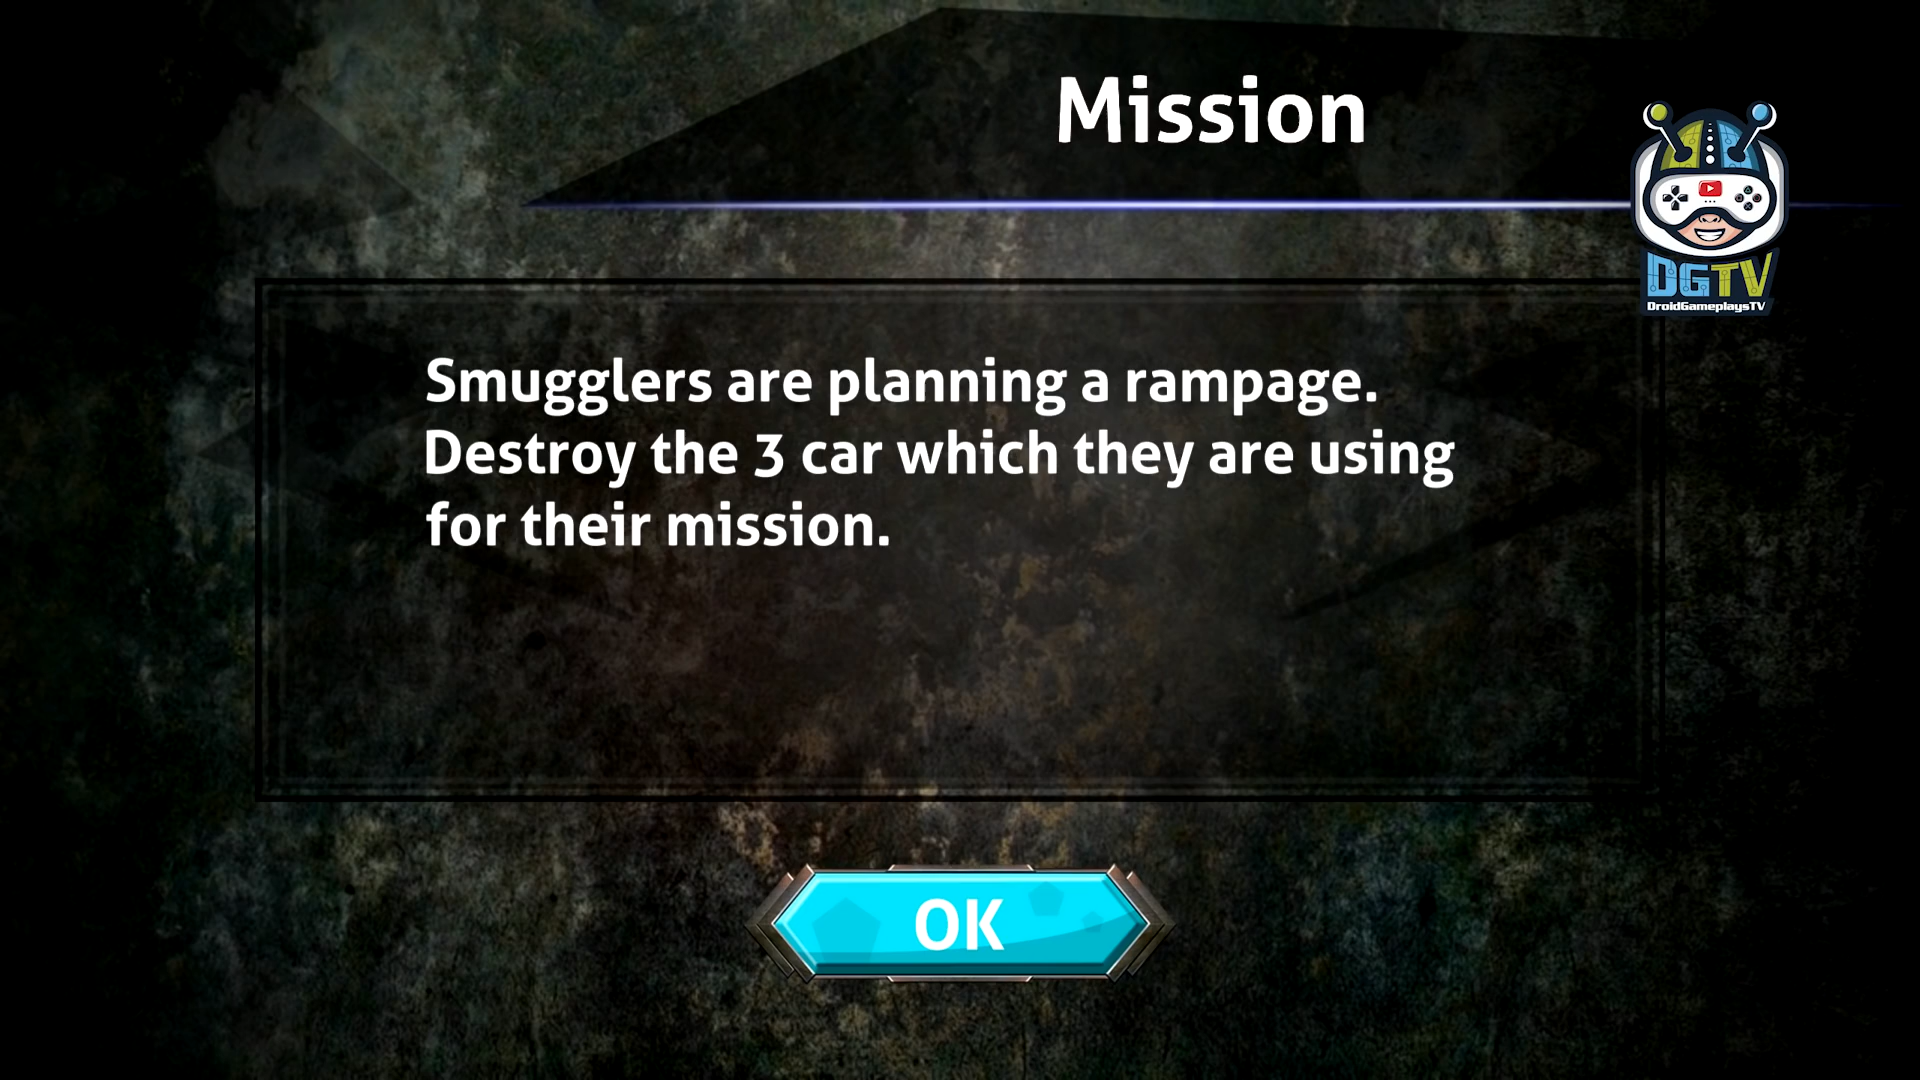 Mission
DGTV
DroidGameplaysTV
Smugglers are planning a rampage.
Destroy the 3 car which they are using
for their mission.
OK